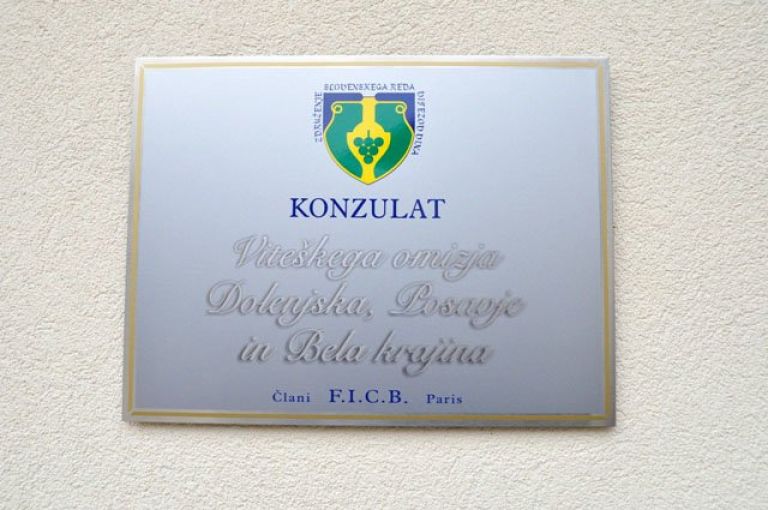 ZDRUŽENJE
SLOVENSKEGA REDA
KONZULAT
Viteškega omizja
Dolenjska, Posavje
in Bela krajina
Člani F.I.C.B. Paris